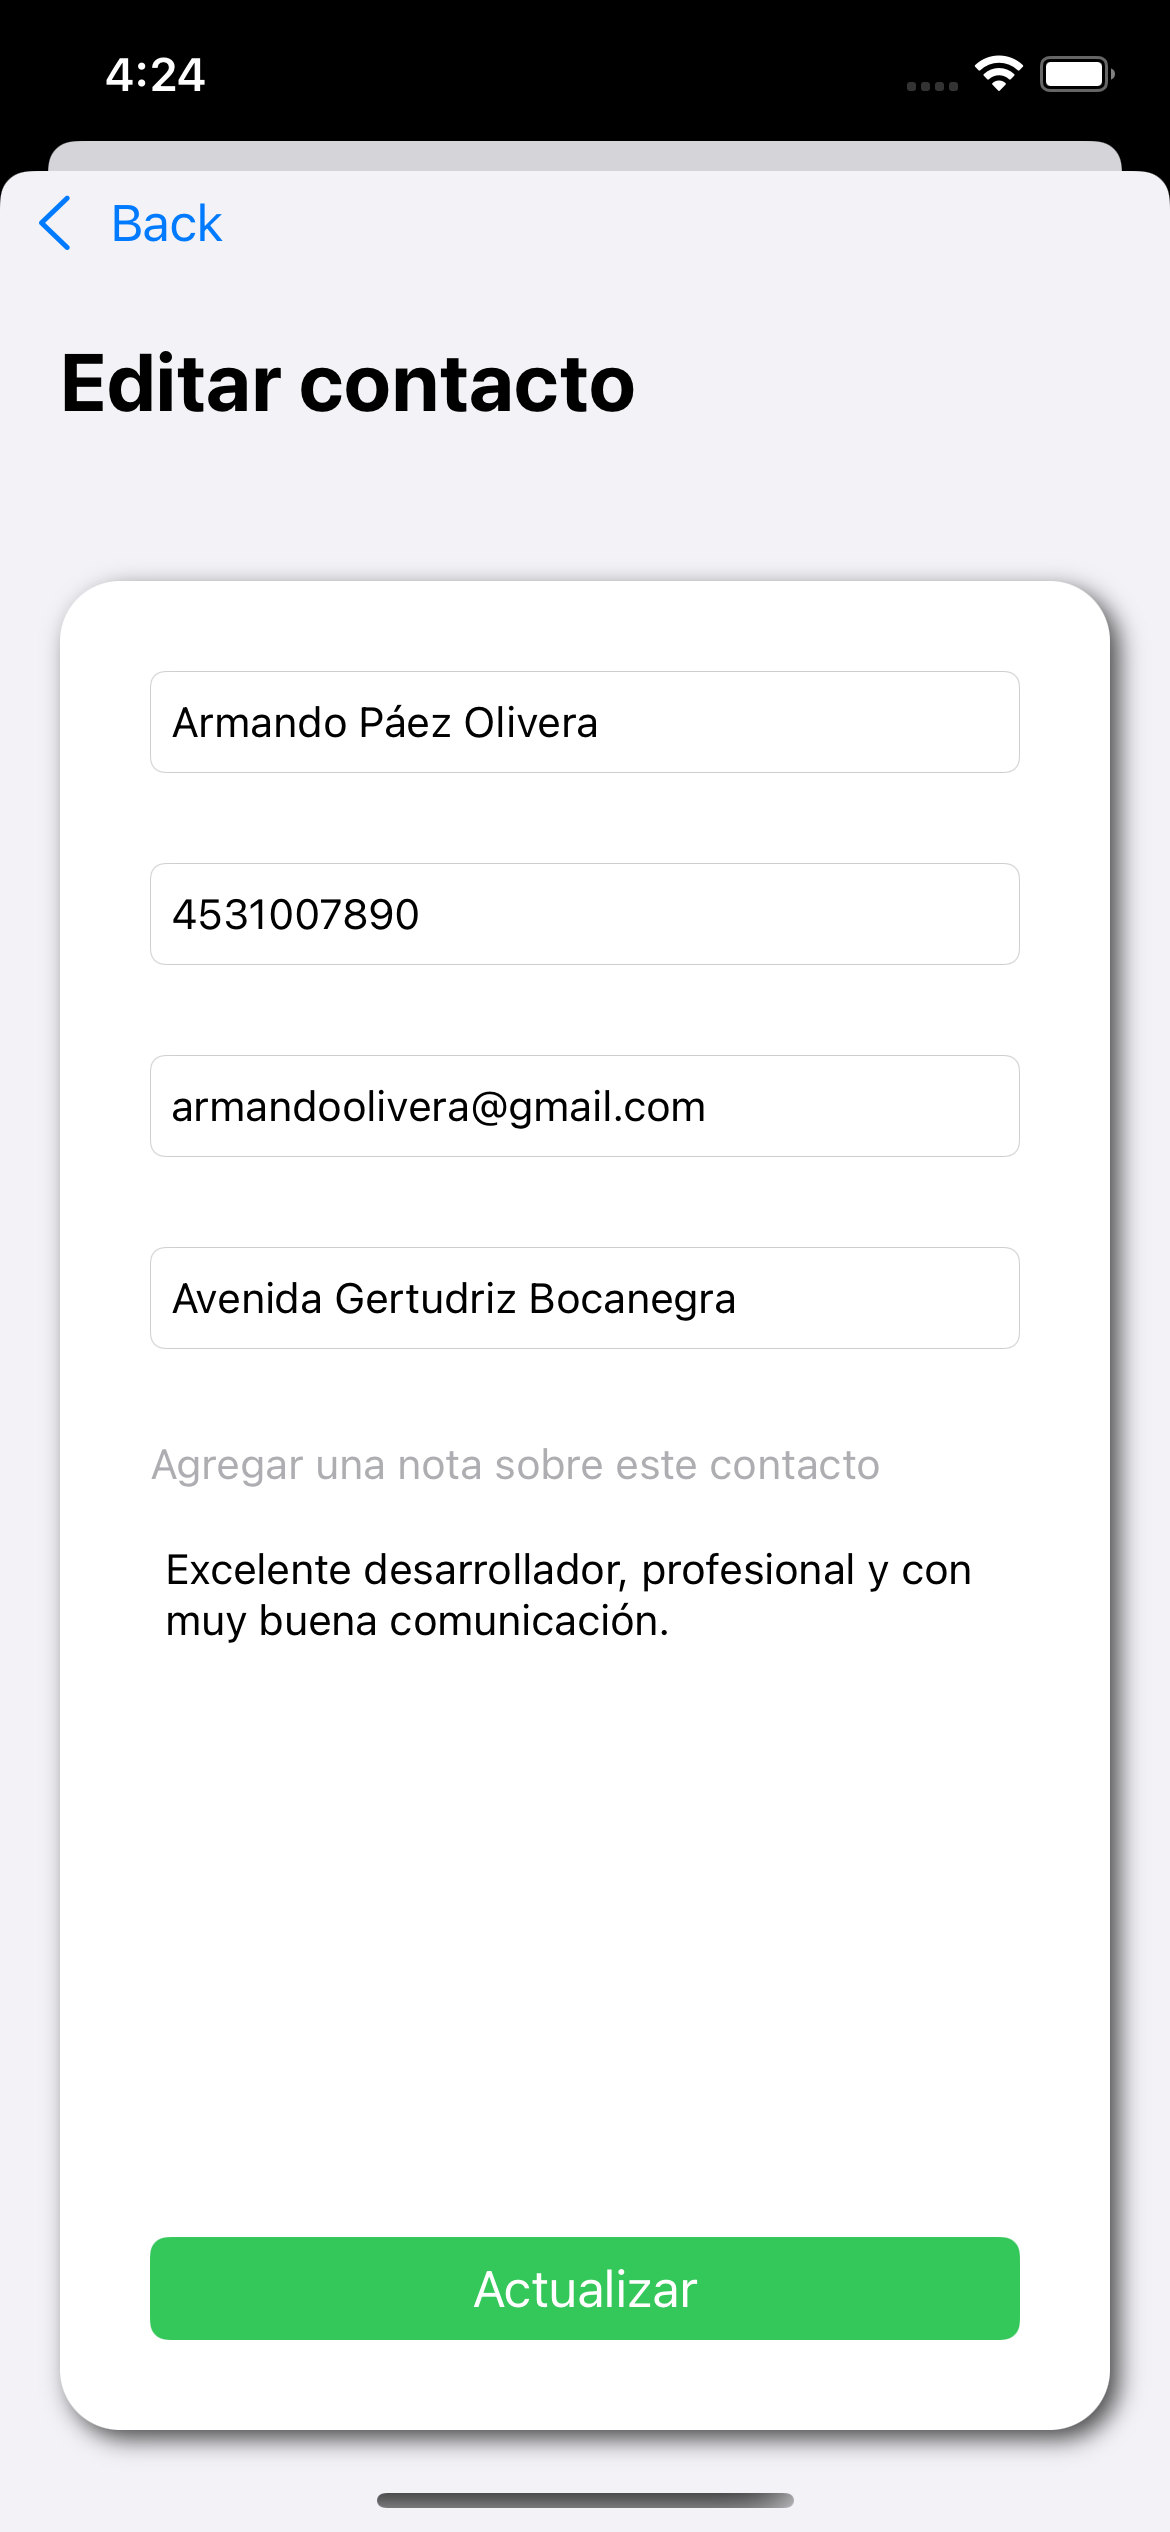 4:24
Back
Editar contacto
Armando Páez Olivera
4531007890
armandoolivera@gmail.com
Avenida Gertudriz Bocanegra
Agregar una nota sobre este contacto
Excelente desarrollador, profesional y con
muy buena comunicación.
Actualizar